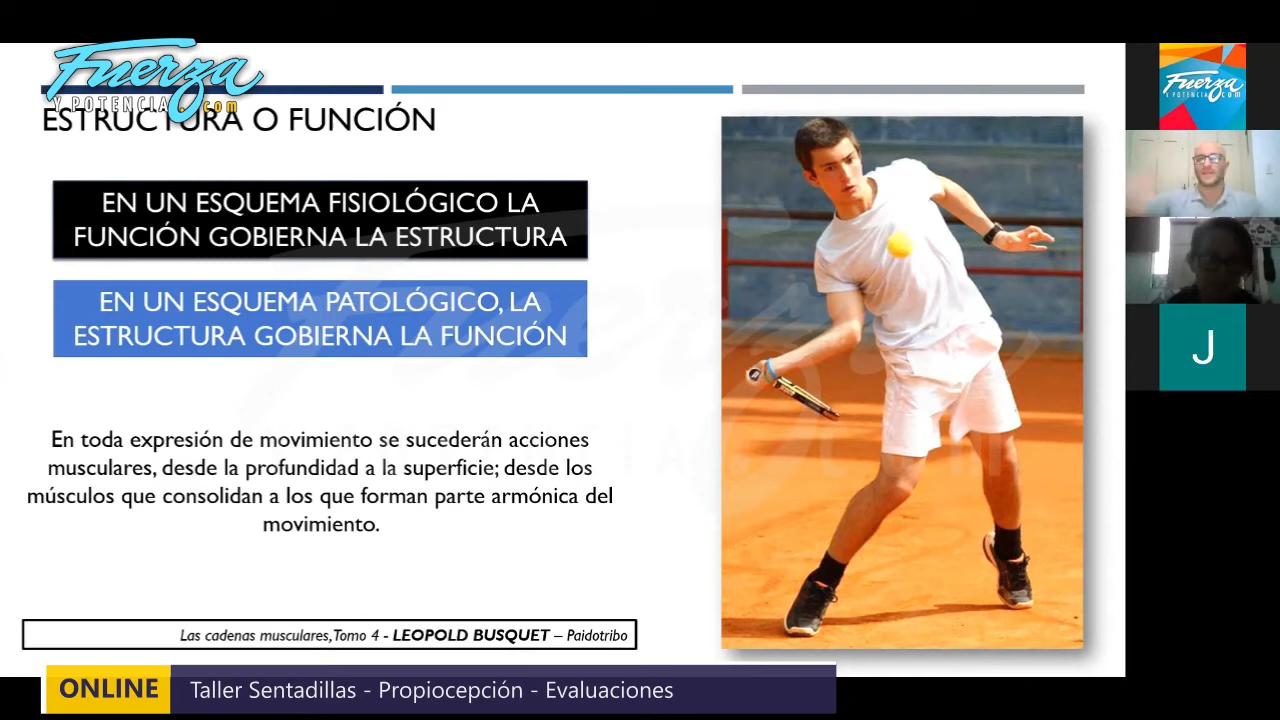 Fuerza
Y POTENCIA.com
ESTRUCTURA O FUNCIÓN
EN UN ESQUEMA FISIOLÓGICO LA
FUNCIÓN GOBIERNA LA ESTRUCTURA
EN UN ESQUEMA PATOLÓGICO, LA
ESTRUCTURA GOBIERNA LA FUNCIÓN
En toda expresión de movimiento se sucederán acciones
musculares, desde la profundidad a la superficie; desde los
músculos que consolidan a los que forman parte armónica del
movimiento.
Las cadenas musculares, Tomo 4 - LEOPOLD BUSQUET – Paidotribo
ONLINE Taller Sentadillas - Propiocepción - Evaluaciones
Fuerza
Y POTENCIA.COM
J